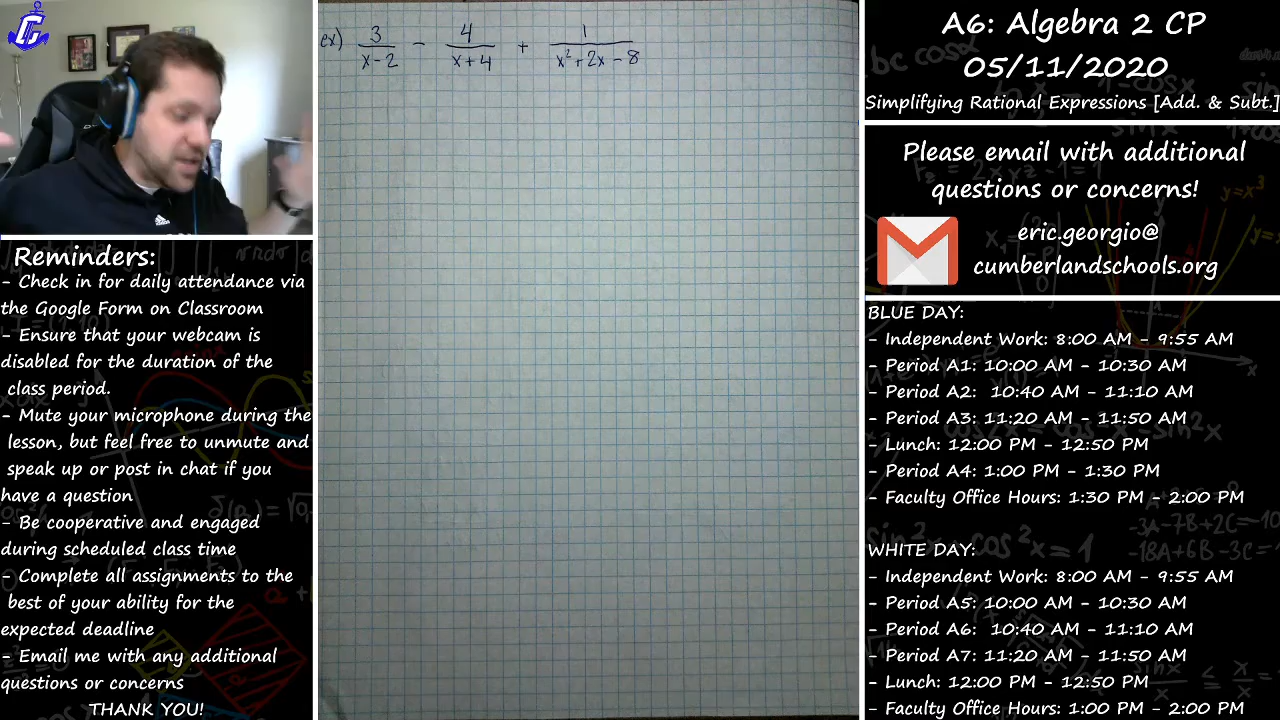 C
ex) 3/(x-2) - 4/(x+4) + 1/(x²+2x-8)
Reminders:
- Check in for daily attendance via
the Google Form on Classroom
- Ensure that your webcam is
disabled for the duration of the
class period.
- Mute your microphone during the
lesson, but feel free to unmute and
speak up or post in chat if you
have a question
- Be cooperative and engaged
during scheduled class time
- Complete all assignments to the
best of your ability for the
expected deadline
- Email me with any additional
questions or concerns
THANK YOU!
A6: Algebra 2 CP
05/11/2020
Simplifying Rational Expressions [Add. & Subt.]
Please email with additional
questions or concerns!
eric.georgio@
cumberlandschools.org
BLUE DAY:
- Independent Work: 8:00 AM - 9:55 AM
- Period A1: 10:00 AM - 10:30 AM
- Period A2: 10:40 AM - 11:10 AM
- Period A3: 11:20 AM - 11:50 AM
- Lunch: 12:00 PM - 12:50 PM
- Period A4: 1:00 PM - 1:30 PM
- Faculty Office Hours: 1:30 PM - 2:00 PM
WHITE DAY:
- Independent Work: 8:00 AM - 9:55 AM
- Period A5: 10:00 AM - 10:30 AM
- Period A6: 10:40 AM - 11:10 AM
- Period A7: 11:20 AM - 11:50 AM
- Lunch: 12:00 PM - 12:50 PM
- Faculty Office Hours: 1:00 PM - 2:00 PM